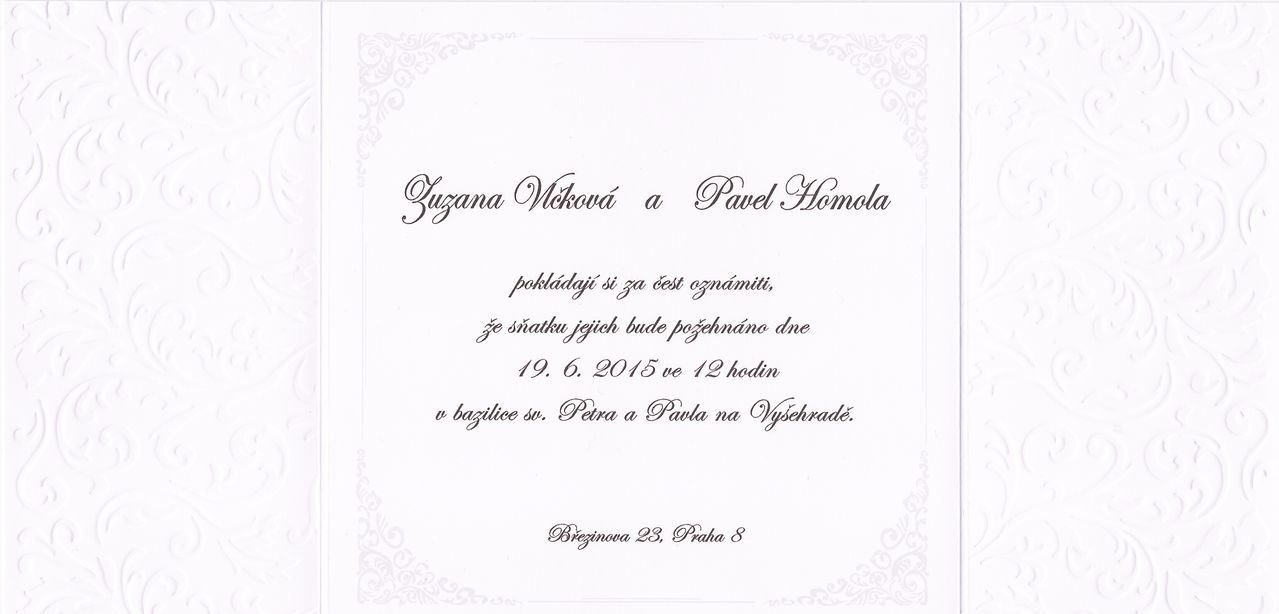 Zuzana Vlčková a Pavel Homola
pokládají si za čest oznámiti,
že sňatku jejich bude požehnáno dne
19. 6. 2015 ve 12 hodin
v bazilice sv. Petra a Pavla na Vyšehradě.
Březinova 23, Praha 8